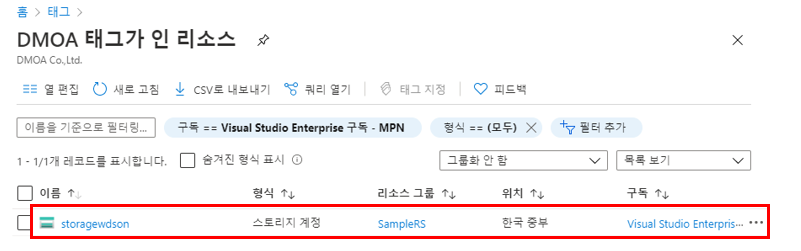 홈 > 태그 >
DMOA 태그가 인 리소스
DMOA Co.,Ltd.
열 편집 새로 고침 CSV로 내보내기 쿼리 열기 태그 지정 피드백
이름을 기준으로 필터링... 구독 == Visual Studio Enterprise 구독 - MPN 형식 == (모두) 필터 추가
1 - 1/1개 레코드를 표시합니다. 숨겨진 형식 표시 그룹화 안 함 목록 보기
이름 ↑↓ 형식 ↑↓ 리소스 그룹 ↑↓ 위치 ↑↓ 구독 ↑↓
storagewdson 스토리지 계정 SampleRS 한국 중부 Visual Studio Enterpris... ...